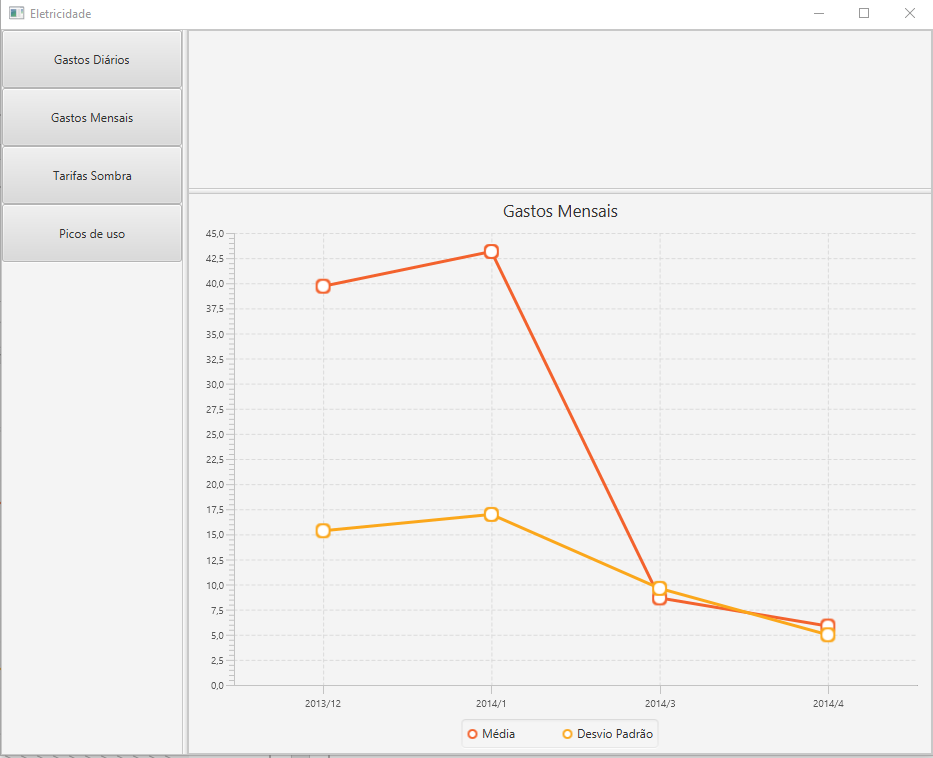 Eletricidade
Gastos Diários
Gastos Mensais
Tarifas Sombra
Picos de uso
Gastos Mensais
45,0
42,5
40,0
37,5
35,0
32,5
30,0
27,5
25,0
22,5
20,0
17,5
15,0
12,5
10,0
7,5
5,0
2,5
0,0
2013/12 2014/1 2014/3 2014/4
Média Desvio Padrão